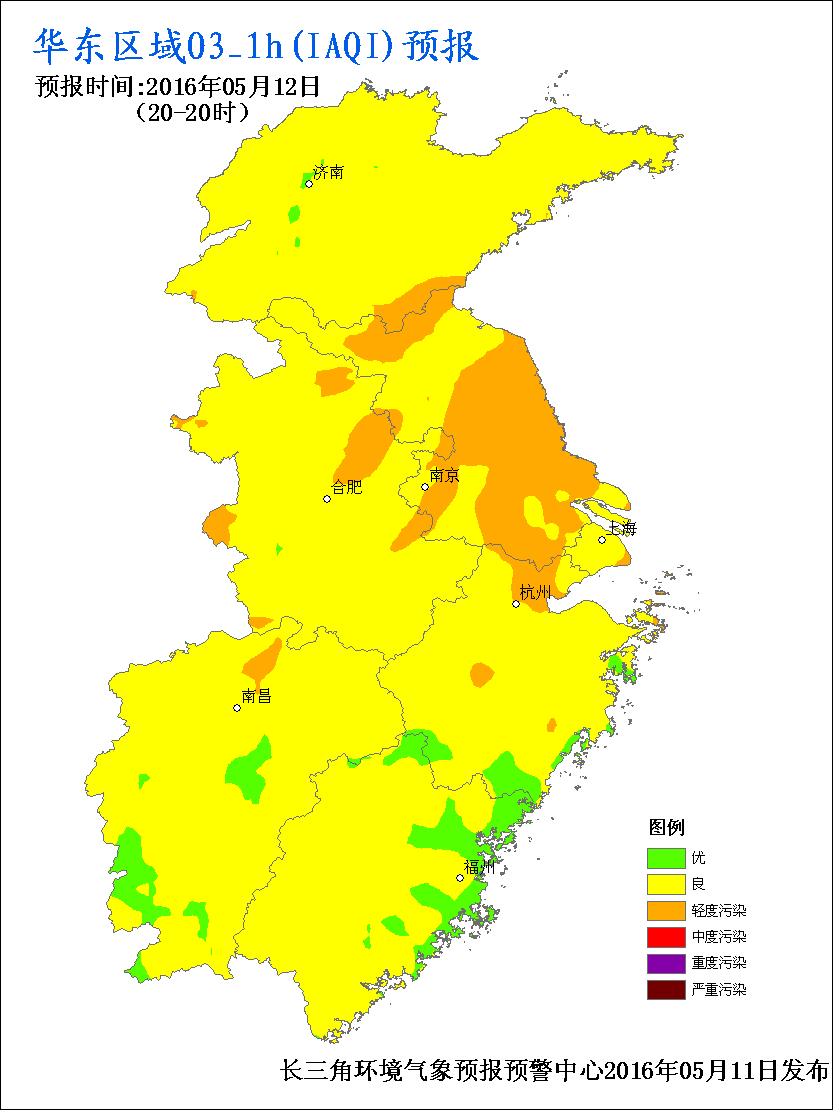 华东区域O3_1h(IAQI)预报
预报时间:2016年05月12日
(20-20时)
济南
南京
合肥
上海
杭州
南昌
福州
图例
优
良
轻度污染
中度污染
重度污染
严重污染
长三角环境气象预报预警中心2016年05月11日发布